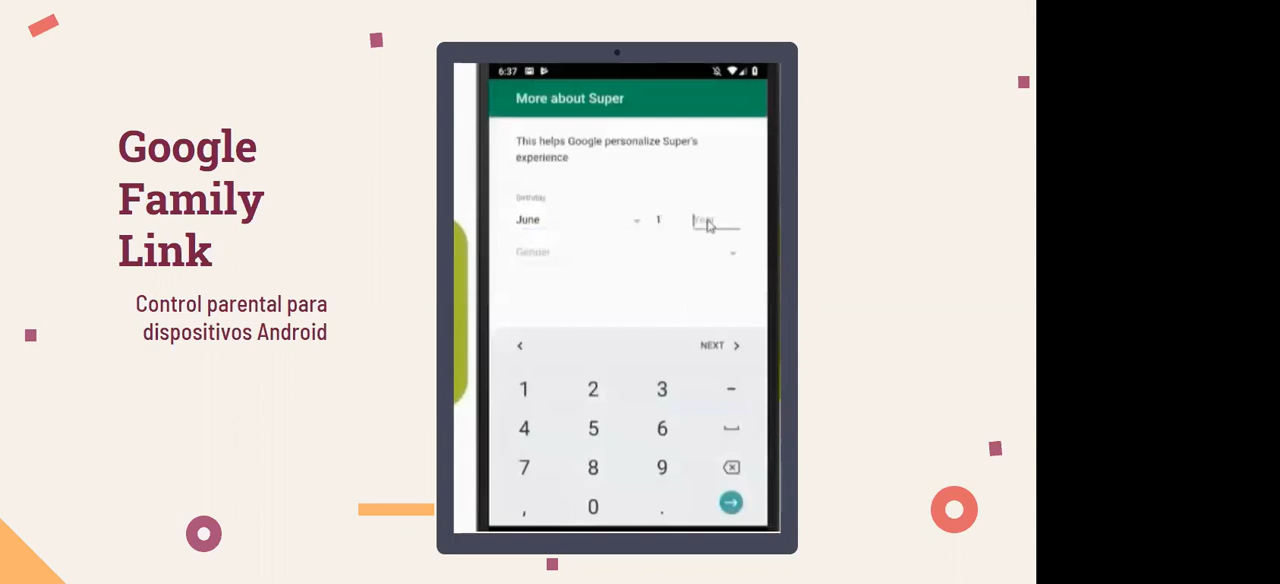 Google
Family
Link
Control parental para
dispositivos Android
6:37
More about Super
This helps Google personalize Super's
experience
Birthday
June 1 Year
Gender
NEXT
1 2 3 -
4 5 6
7 8 9
, 0 .